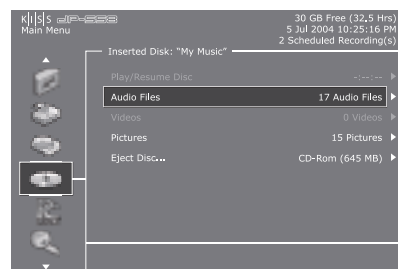 KISS DP-558
Main Menu
30 GB Free (32.5 Hrs)
5 Jul 2004 10:25:16 PM
2 Scheduled Recording(s)
Inserted Disk: "My Music"
Play/Resume Disc -:--:--
Audio Files 17 Audio Files
Videos 0 Videos
Pictures 15 Pictures
Eject Disc... CD-Rom (645 MB)